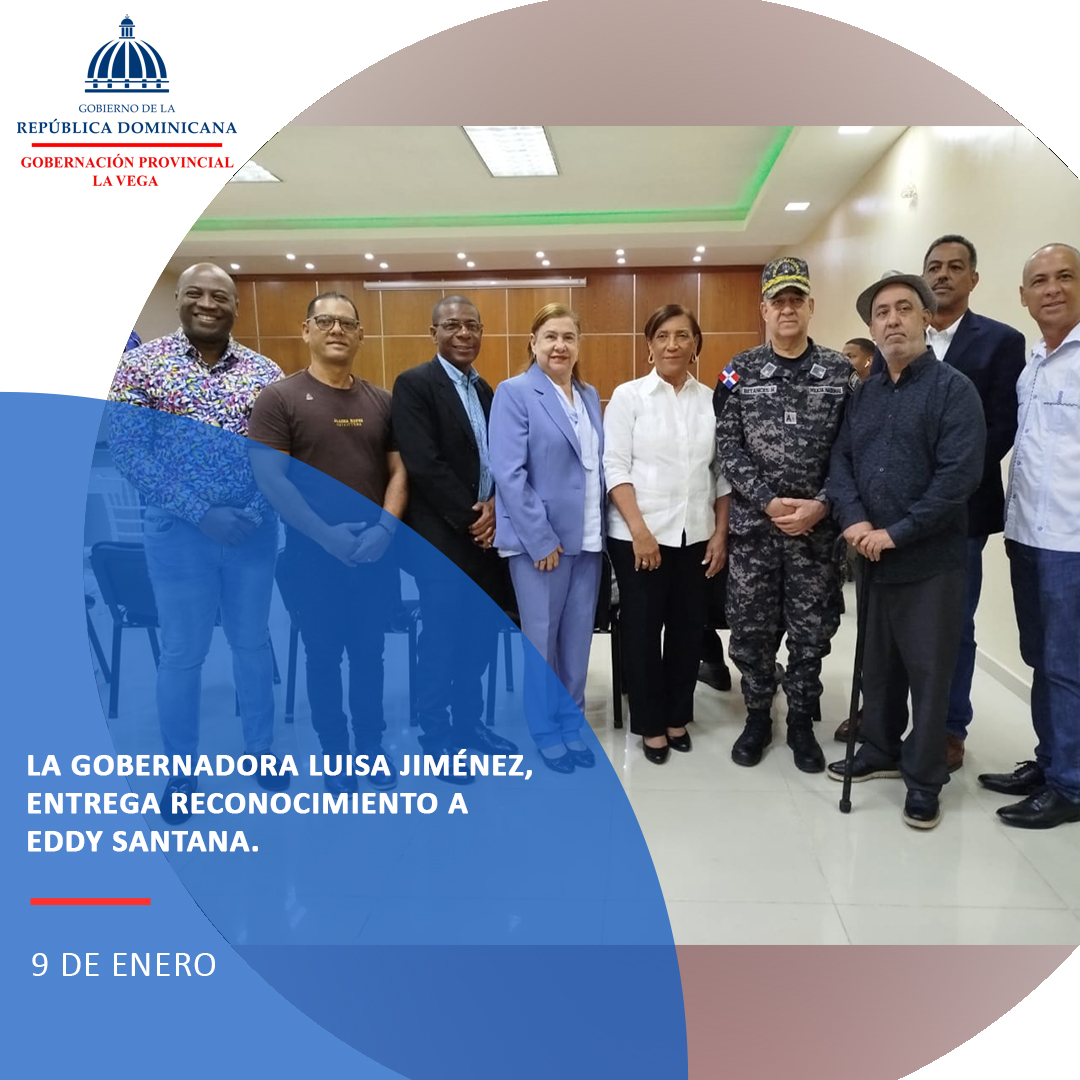 GOBIERNO DE LA
REPÚBLICA DOMINICANA
GOBERNACIÓN PROVINCIAL
LA VEGA
LA GOBERNADORA LUISA JIMÉNEZ,
ENTREGA RECONOCIMIENTO A
EDDY SANTANA.
9 DE ENERO